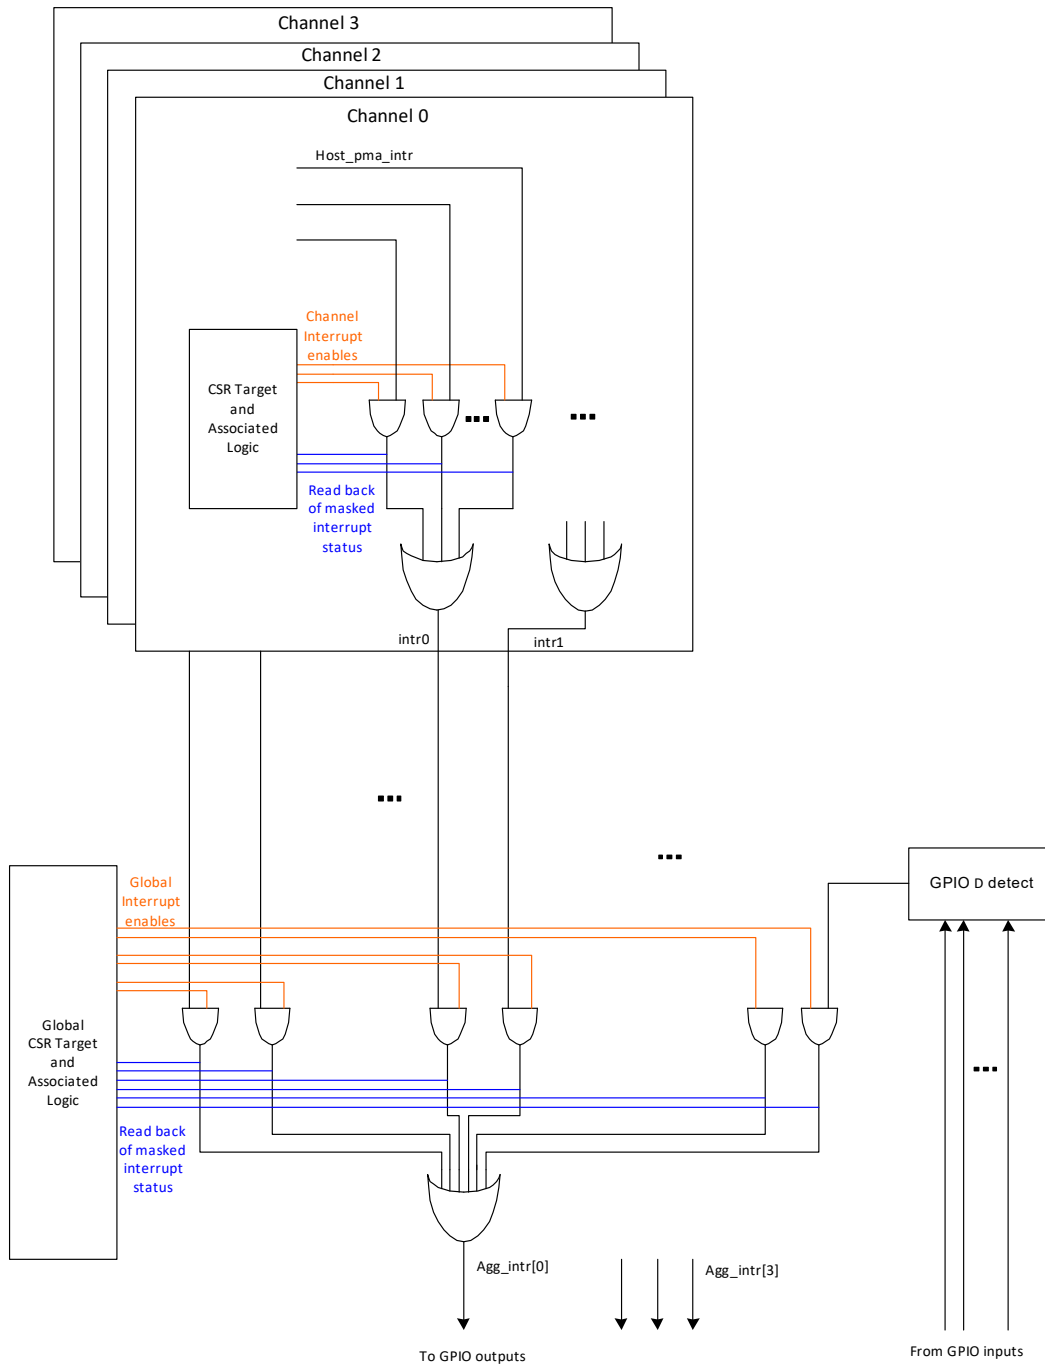 Channel 3
Channel 2
Channel 1
Channel 0
Host_pma_intr
Channel
Interrupt
enables
CSR Target
and
Associated
Logic
Read back
of masked
interrupt
status
intr0
intr1
Global
Interrupt
enables
GPIO D detect
Global
CSR Target
and
Associated
Logic
Read back
of masked
interrupt
status
Agg_intr[0]
Agg_intr[3]
To GPIO outputs
From GPIO inputs